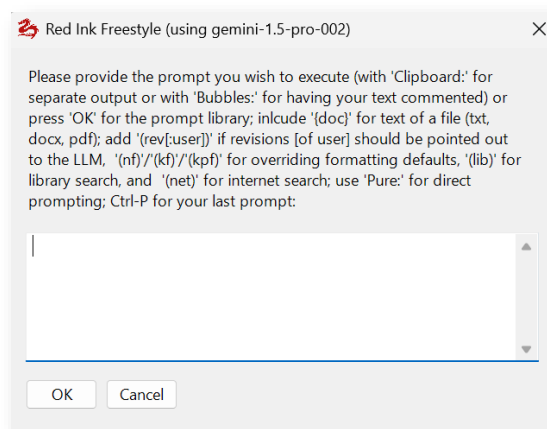 Red Ink Freestyle (using gemini-1.5-pro-002)
Please provide the prompt you wish to execute (with 'Clipboard:' for
separate output or with 'Bubbles:' for having your text commented) or
press 'OK' for the prompt library; inlcude '{doc}' for text of a file (txt,
docx, pdf); add '(rev[:user])' if revisions [of user] should be pointed out
to the LLM,  '(nf)'/'(kf)'/'(kpf)' for overriding formatting defaults, '(lib)' for
library search, and  '(net)' for internet search; use 'Pure:' for direct
prompting; Ctrl-P for your last prompt:
OK
Cancel